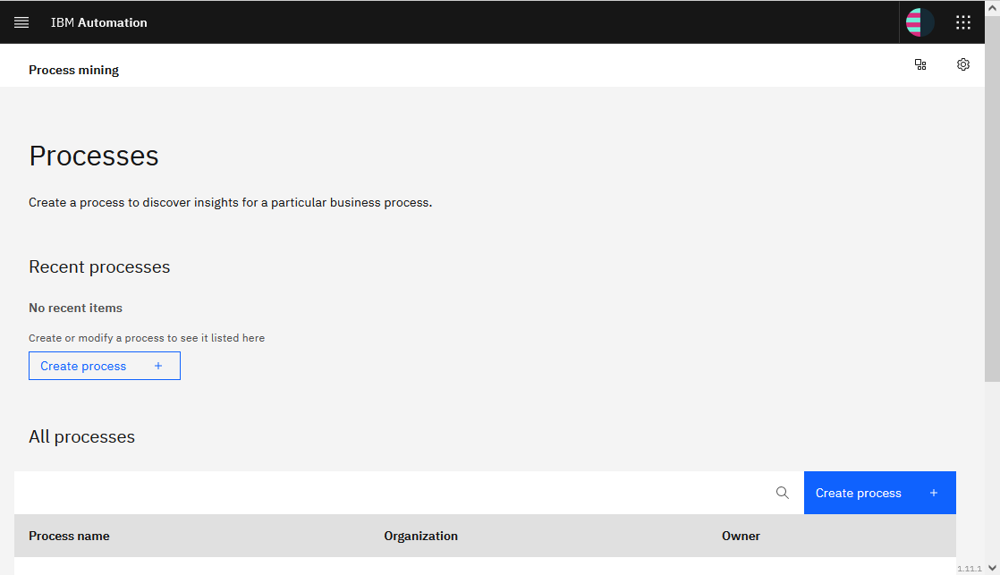 IBM Automation
Process mining
Processes
Create a process to discover insights for a particular business process.
Recent processes
No recent items
Create or modify a process to see it listed here
Create process +
All processes
Create process +
Process name Organization Owner
1.11.1